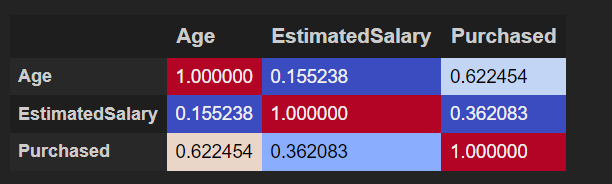 Age EstimatedSalary Purchased
Age 1.000000 0.155238 0.622454
EstimatedSalary 0.155238 1.000000 0.362083
Purchased 0.622454 0.362083 1.000000